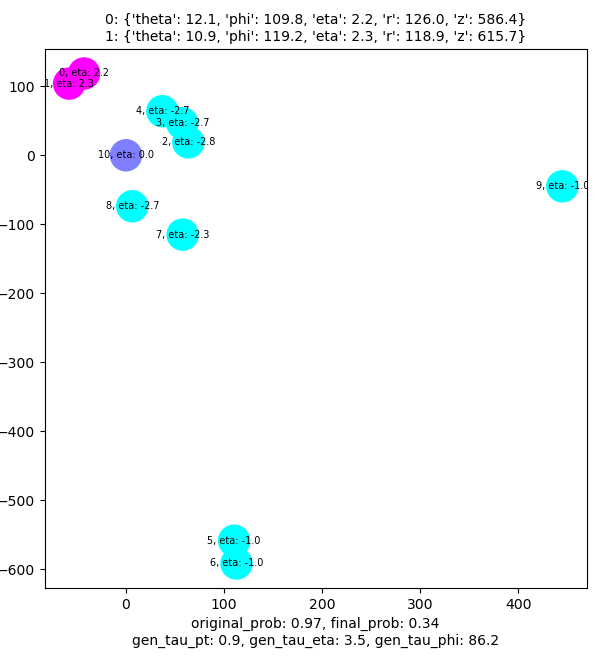 0: {'theta': 12.1, 'phi': 109.8, 'eta': 2.2, 'r': 126.0, 'z': 586.4}
1: {'theta': 10.9, 'phi': 119.2, 'eta': 2.3, 'r': 118.9, 'z': 615.7}
0, eta: 2.2
1, eta: 2.3
4, eta: -2.7
3, eta: -2.7
2, eta: -2.8
10, eta: 0.0
9, eta: -1.0
8, eta: -2.7
7, eta: -2.3
5, eta: -1.0
6, eta: -1.0
100
0
−100
−200
−300
−400
−500
−600
0 100 200 300 400
original_prob: 0.97, final_prob: 0.34
gen_tau_pt: 0.9, gen_tau_eta: 3.5, gen_tau_phi: 86.2